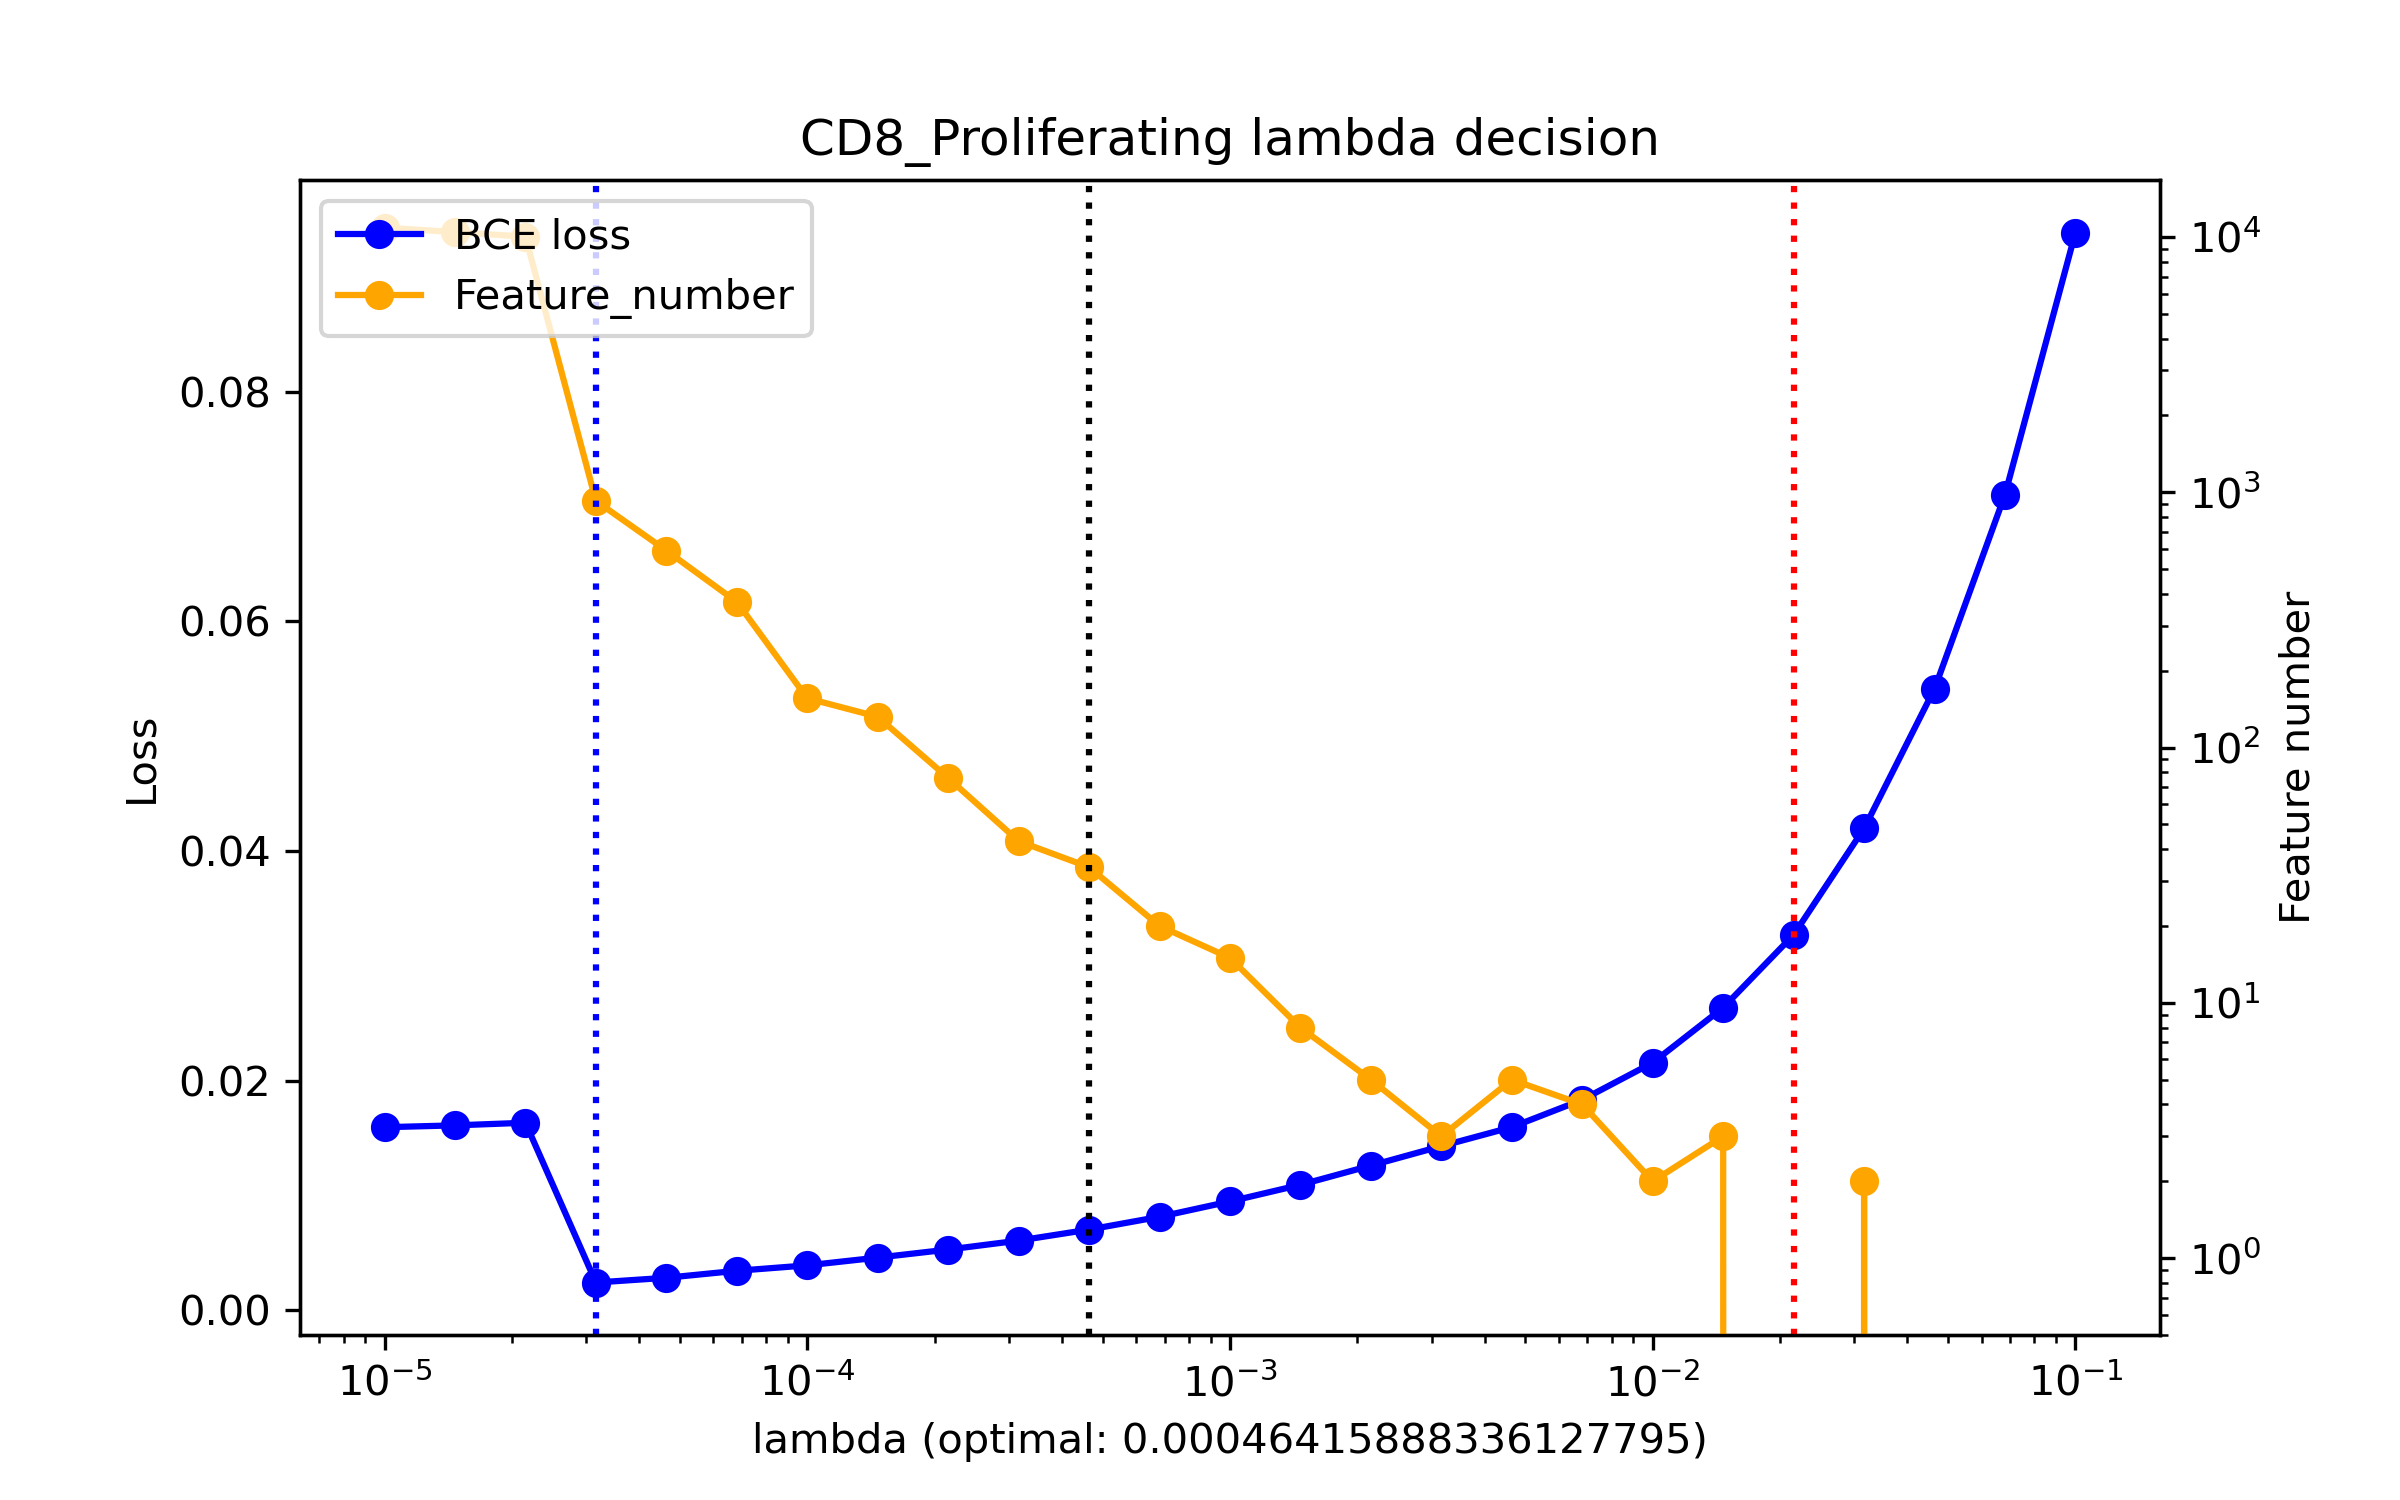 CD8_Proliferating lambda decision
BCE loss
Feature_number
Loss
0.08
0.06
0.04
0.02
0.00
10⁴
10³
10²
10¹
10⁰
Feature number
10⁻⁵ 10⁻⁴ 10⁻³ 10⁻² 10⁻¹
lambda (optimal: 0.00046415888336127795)